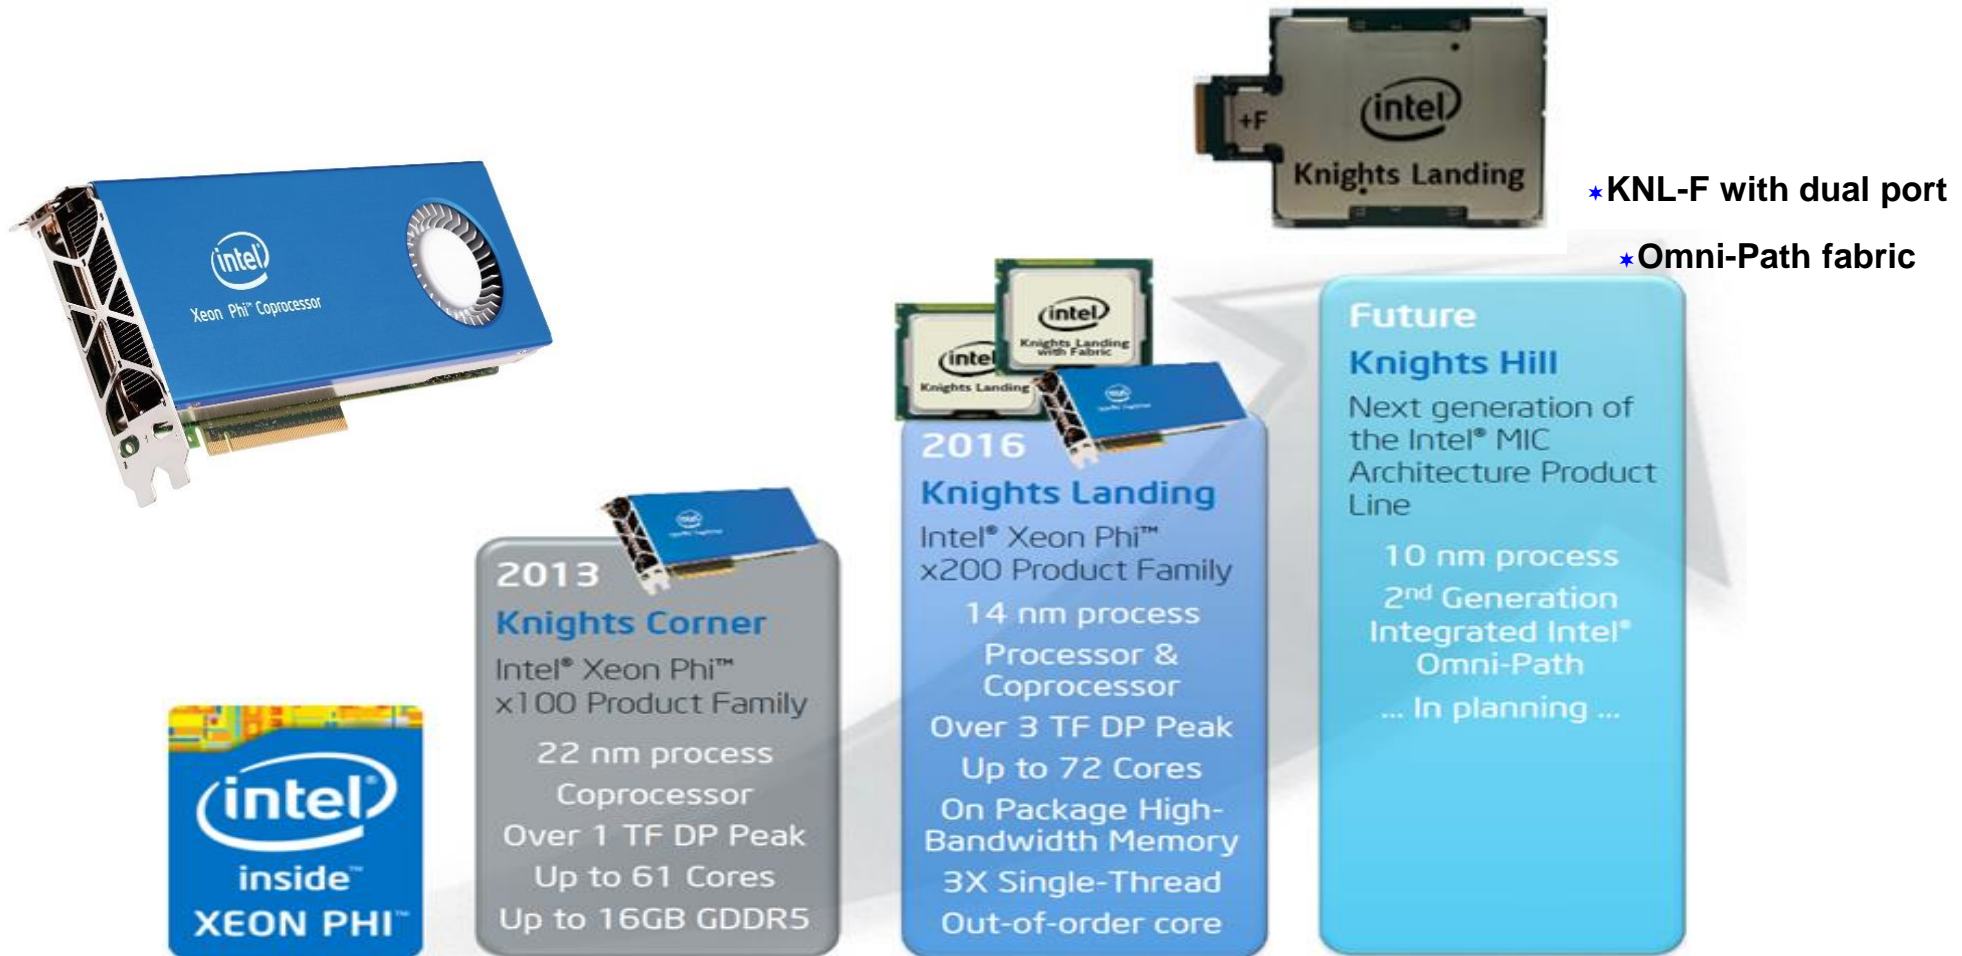 intel
Xeon Phi™ Coprocessor
intel
+F
Knights Landing
★KNL-F with dual port
★Omni-Path fabric
intel
Knights Landing
with Fabric
intel
Knights Landing
intel®
inside™
XEON PHI™
2013
Knights Corner
Intel® Xeon Phi™
x100 Product Family
22 nm process
Coprocessor
Over 1 TF DP Peak
Up to 61 Cores
Up to 16GB GDDR5
2016
Knights Landing
Intel® Xeon Phi™
x200 Product Family
14 nm process
Processor &
Coprocessor
Over 3 TF DP Peak
Up to 72 Cores
On Package High-
Bandwidth Memory
3X Single-Thread
Out-of-order core
Future
Knights Hill
Next generation of
the Intel® MIC
Architecture Product
Line
10 nm process
2nd Generation
Integrated Intel®
Omni-Path
... In planning ...